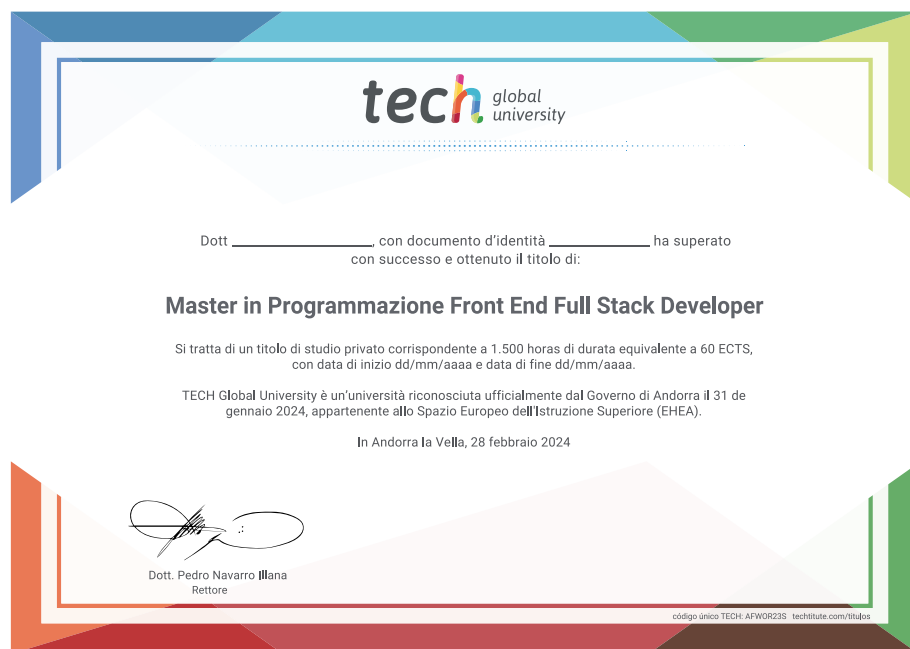 tech global university
Dott ____________________, con documento d'identità ______________ ha superato
con successo e ottenuto il titolo di:
Master in Programmazione Front End Full Stack Developer
Si tratta di un titolo di studio privato corrispondente a 1.500 horas di durata equivalente a 60 ECTS,
con data di inizio dd/mm/aaaa e data di fine dd/mm/aaaa.
TECH Global University è un'università riconosciuta ufficialmente dal Governo di Andorra il 31 de
gennaio 2024, appartenente allo Spazio Europeo dell'Istruzione Superiore (EHEA).
In Andorra la Vella, 28 febbraio 2024
Dott. Pedro Navarro Illana
Rettore
código único TECH: AFWOR23S techtitute.com/titulos